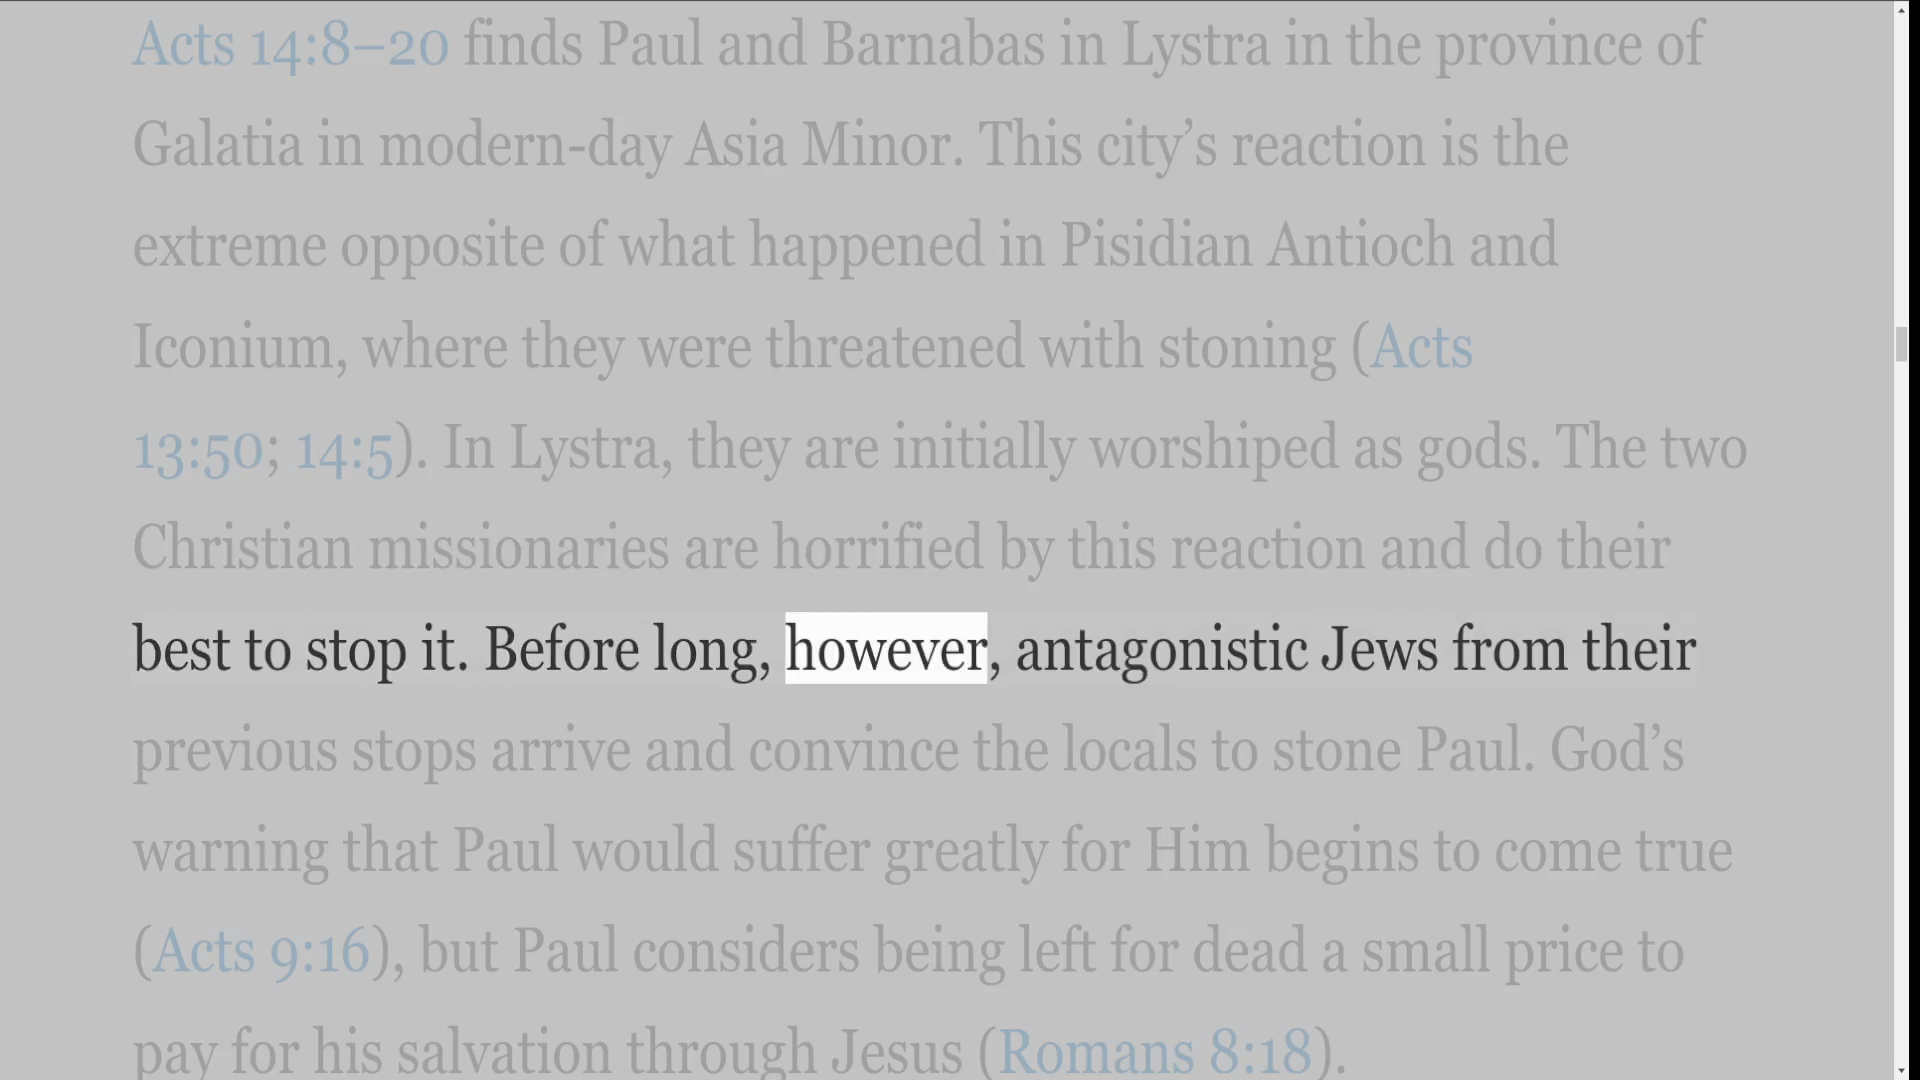 Acts 14:8–20 finds Paul and Barnabas in Lystra in the province of
Galatia in modern-day Asia Minor. This city’s reaction is the
extreme opposite of what happened in Pisidian Antioch and
Iconium, where they were threatened with stoning (Acts
13:50; 14:5). In Lystra, they are initially worshiped as gods. The two
Christian missionaries are horrified by this reaction and do their
best to stop it. Before long, however, antagonistic Jews from their
previous stops arrive and convince the locals to stone Paul. God’s
warning that Paul would suffer greatly for Him begins to come true
(Acts 9:16), but Paul considers being left for dead a small price to
pay for his salvation through Jesus (Romans 8:18).